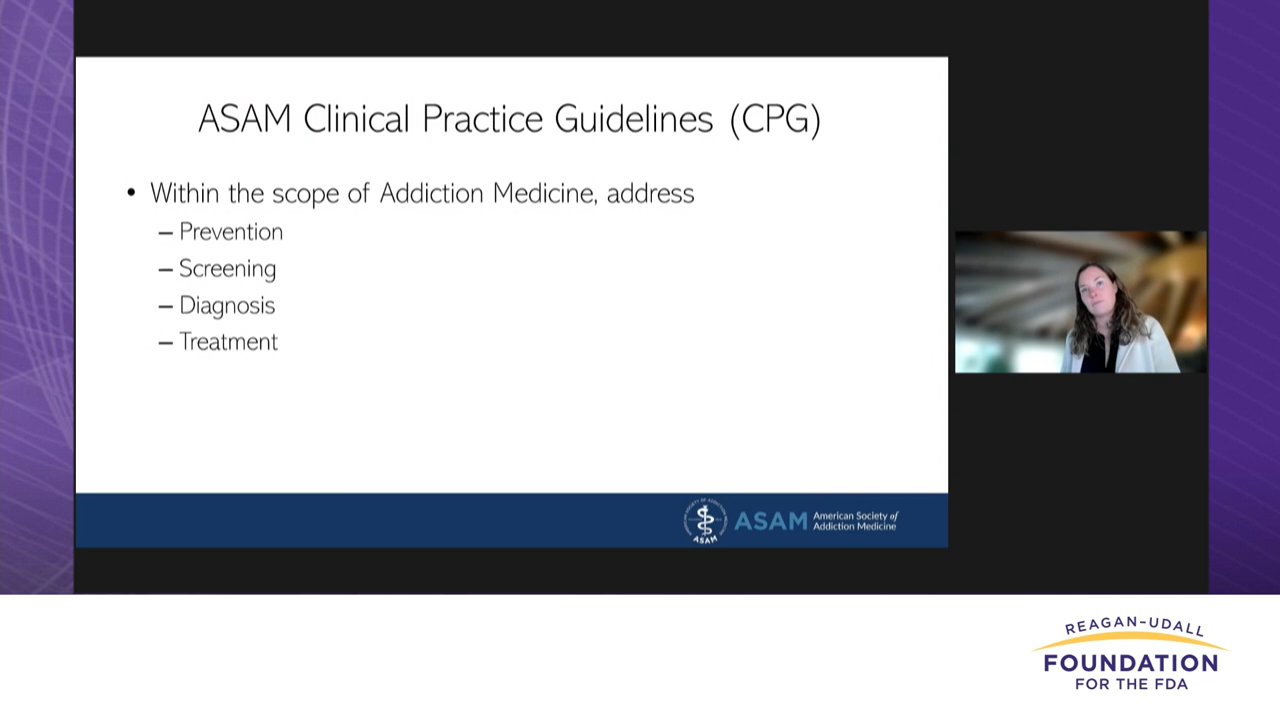 ASAM Clinical Practice Guidelines (CPG)
• Within the scope of Addiction Medicine, address
– Prevention
– Screening
– Diagnosis
– Treatment
ASAM
ASAM
American Society of
Addiction Medicine
REAGAN-UDALL
FOUNDATION
FOR THE FDA